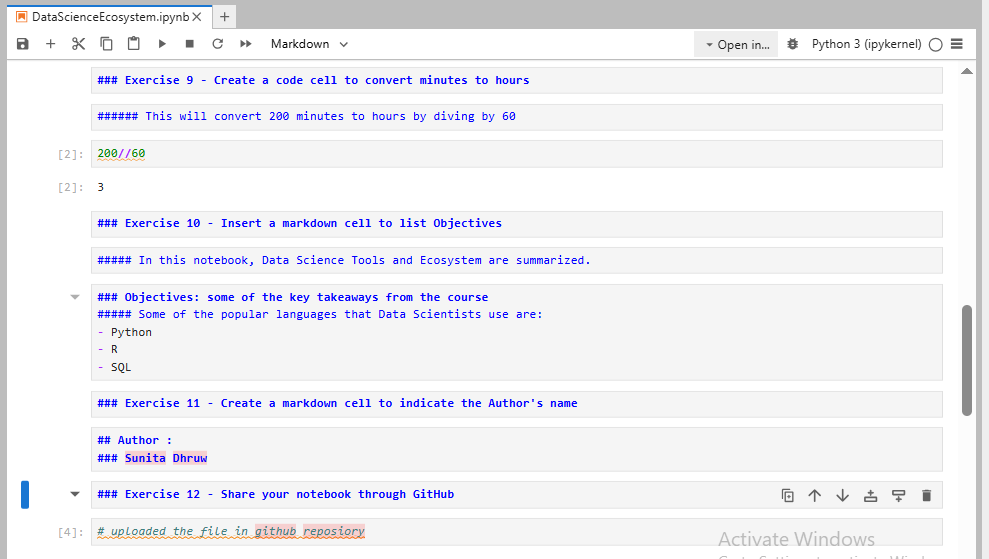 DataScienceEcosystem.ipynb
Markdown
Open in...
Python 3 (ipykernel)
### Exercise 9 - Create a code cell to convert minutes to hours
###### This will convert 200 minutes to hours by diving by 60
[2]: 200//60
[2]: 3
### Exercise 10 - Insert a markdown cell to list Objectives
##### In this notebook, Data Science Tools and Ecosystem are summarized.
### Objectives: some of the key takeaways from the course
##### Some of the popular languages that Data Scientists use are:
- Python
- R
- SQL
### Exercise 11 - Create a markdown cell to indicate the Author's name
## Author :
### Sunita Dhruw
### Exercise 12 - Share your notebook through GitHub
[4]: # uploaded the file in github reposiory
Activate Windows